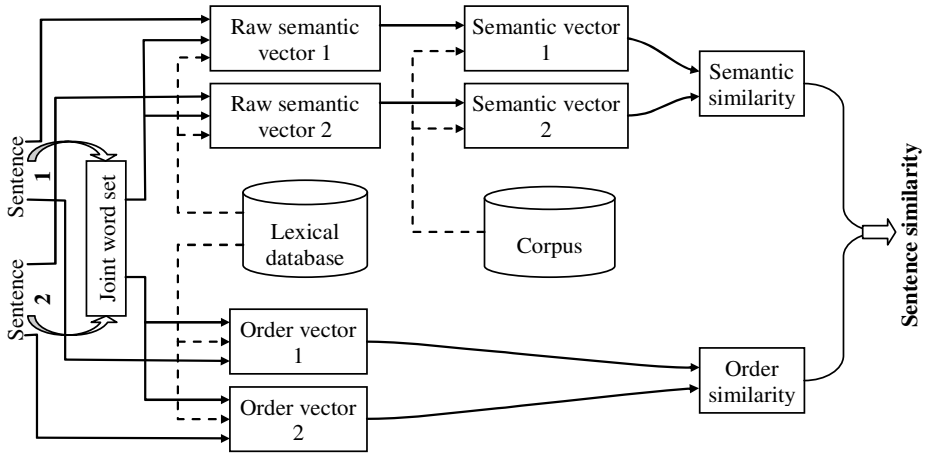 Raw semantic
vector 1
Semantic vector
1
Raw semantic
vector 2
Semantic vector
2
Semantic
similarity
Sentence
1
Joint word set
Sentence
2
Lexical
database
Corpus
Sentence similarity
Order vector
1
Order vector
2
Order
similarity